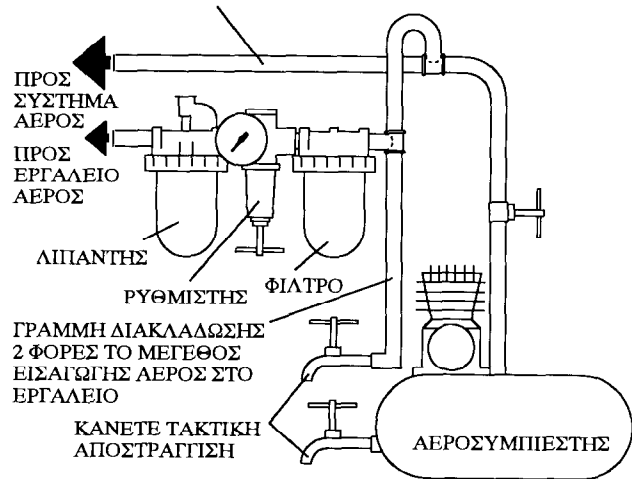 ΠΡΟΣ
ΣΥΣΤΗΜΑ
ΑΕΡΟΣ
ΠΡΟΣ
ΕΡΓΑΛΕΙΟ
ΑΕΡΟΣ
ΛΙΠΑΝΤΗΣ
ΡΥΘΜΙΣΤΗΣ
ΦΙΛΤΡΟ
ΓΡΑΜΜΗ ΔΙΑΚΛΑΔΩΣΗΣ
2 ΦΟΡΕΣ ΤΟ ΜΕΓΕΘΟΣ
ΕΙΣΑΓΩΓΗΣ ΑΕΡΟΣ ΣΤΟ
ΕΡΓΑΛΕΙΟ
ΚΑΝΕΤΕ ΤΑΚΤΙΚΗ
ΑΠΟΣΤΡΑΓΓΙΣΗ
ΑΕΡΟΣΥΜΠΙΕΣΤΗΣ